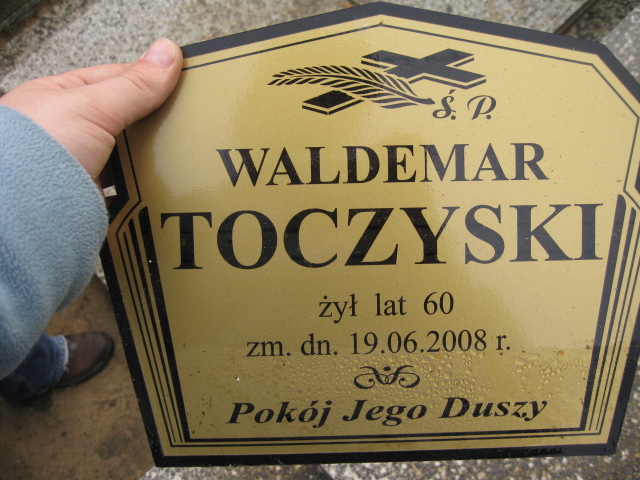 Ś. P.
WALDEMAR
TOCZYSKI
żył lat 60
zm. dn. 19.06.2008 r.
Pokój Jego Duszy